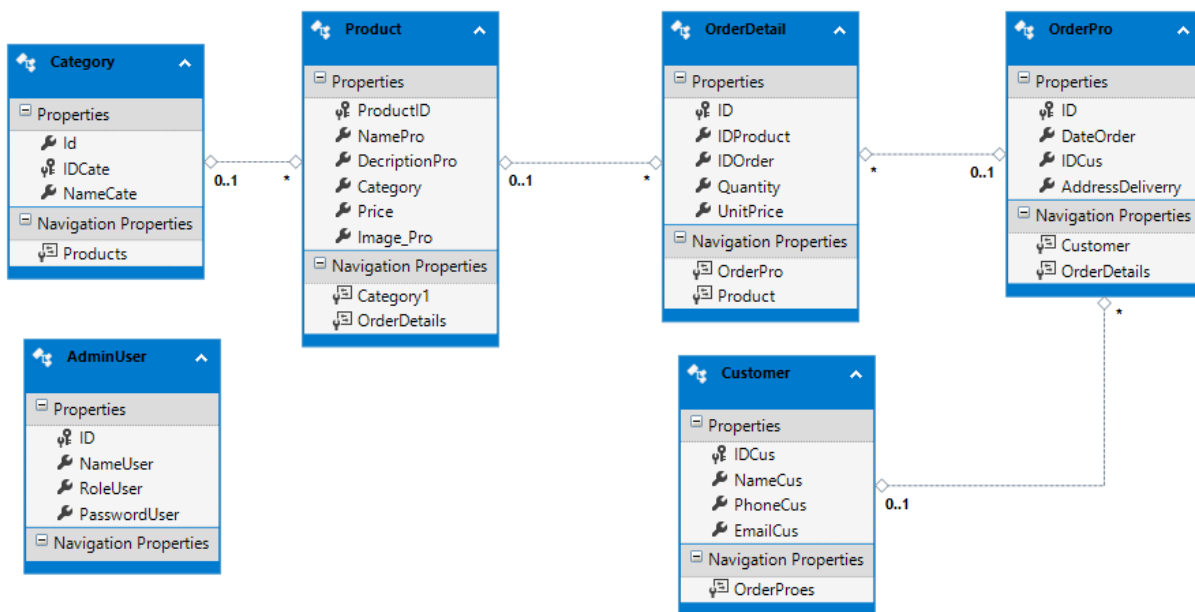 Category
Properties
Id
IDCate
NameCate
Navigation Properties
Products
0..1
*
Product
Properties
ProductID
NamePro
DecriptionPro
Category
Price
Image_Pro
Navigation Properties
Category1
OrderDetails
0..1
*
OrderDetail
Properties
ID
IDProduct
IDOrder
Quantity
UnitPrice
Navigation Properties
OrderPro
Product
*
0..1
OrderPro
Properties
ID
DateOrder
IDCus
AddressDeliverry
Navigation Properties
Customer
OrderDetails
*
AdminUser
Properties
ID
NameUser
RoleUser
PasswordUser
Navigation Properties
Customer
Properties
IDCus
NameCus
PhoneCus
EmailCus
Navigation Properties
OrderProes
0..1